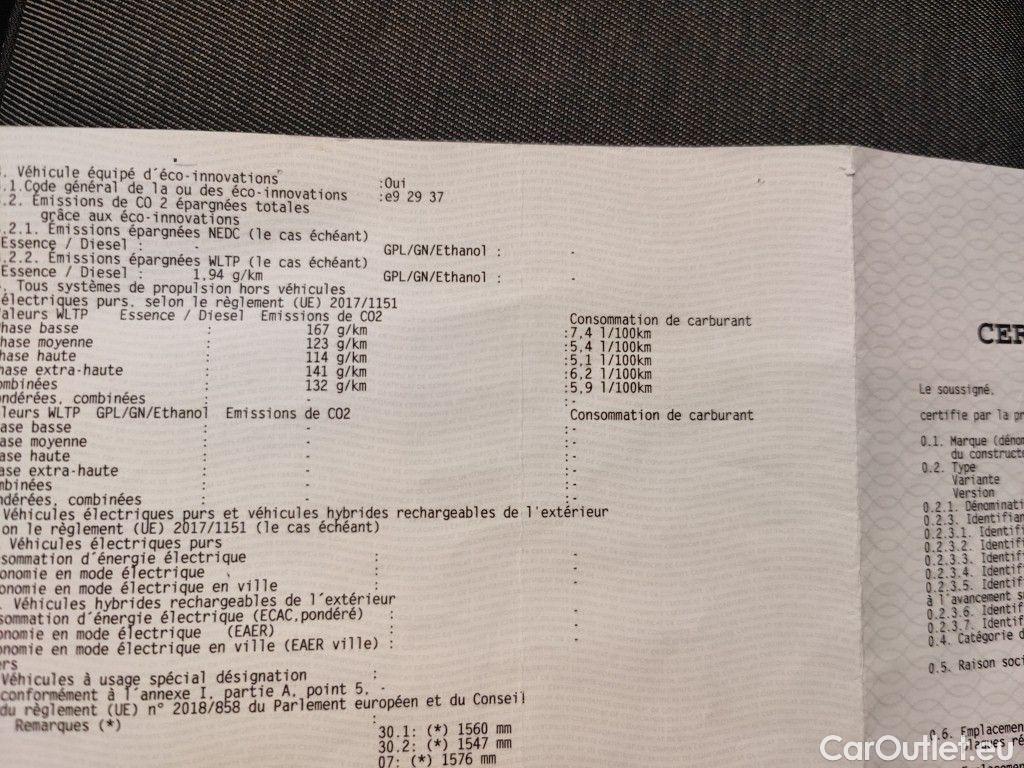 . Véhicule équipé d'éco-innovations :Oui
.1.Code général de la ou des éco-innovations :e9 29 37
.2. Emissions de CO 2 épargnées totales
grâce aux éco-innovations
.2.1. Emissions épargnées NEDC (le cas échéant)
Essence / Diesel : - GPL/GN/Ethanol : -
.2.2. Emissions épargnées WLTP (le cas échéant)
Essence / Diesel : 1,94 g/km GPL/GN/Ethanol : -
. Tous systèmes de propulsion hors véhicules
électriques purs, selon le règlement (UE) 2017/1151
aleurs WLTP Essence / Diesel Emissions de CO2 Consommation de carburant
hase basse : 167 g/km :7,4 l/100km
hase moyenne : 123 g/km :5,4 l/100km
hase haute : 114 g/km :5,1 l/100km
hase extra-haute : 141 g/km :6,2 l/100km
ombinées : 132 g/km :5,9 l/100km
ondérées, combinées : - :-
leurs WLTP GPL/GN/Ethanol Emissions de CO2 Consommation de carburant
ase basse : - :-
ase moyenne : - :-
ase haute : - :-
ase extra-haute : - :-
mbinées : - :-
ndérées, combinées : - :-
Véhicules électriques purs et véhicules hybrides rechargeables de l'extérieur
on le règlement (UE) 2017/1151 (le cas échéant)
. Véhicules électriques purs
sommation d'énergie électrique : -
onomie en mode électrique : -
onomie en mode électrique en ville : -
. Véhicules hybrides rechargeables de l'extérieur
sommation d'énergie électrique (ECAC,pondéré) : -
onomie en mode électrique (EAER) : -
onomie en mode électrique en ville (EAER ville) : -
ers
Véhicules à usage spécial désignation :
conformément à l'annexe I, partie A, point 5, -
du règlement (UE) n° 2018/858 du Parlement européen et du Conseil
Remarques (*) :
30.1: (*) 1560 mm
30.2: (*) 1547 mm
07: (*) 1576 mm
CER
Le soussigné,
certifie par la pr
0.1. Marque (dénom
du constructe
0.2. Type
Variante
Version
0.2.1. Dénominati
0.2.3. Identifian
0.2.3.1. Identifi
0.2.3.2. Identif
0.2.3.3. Identif
0.2.3.4. Identif
0.2.3.5. Identif
à l'avancement s
0.2.3.6. Identif
0.2.3.7. Identif
0.4. Catégorie d
0.5. Raison soci
0.6. Emplacemen
plaques ré
CarOutlet.eu